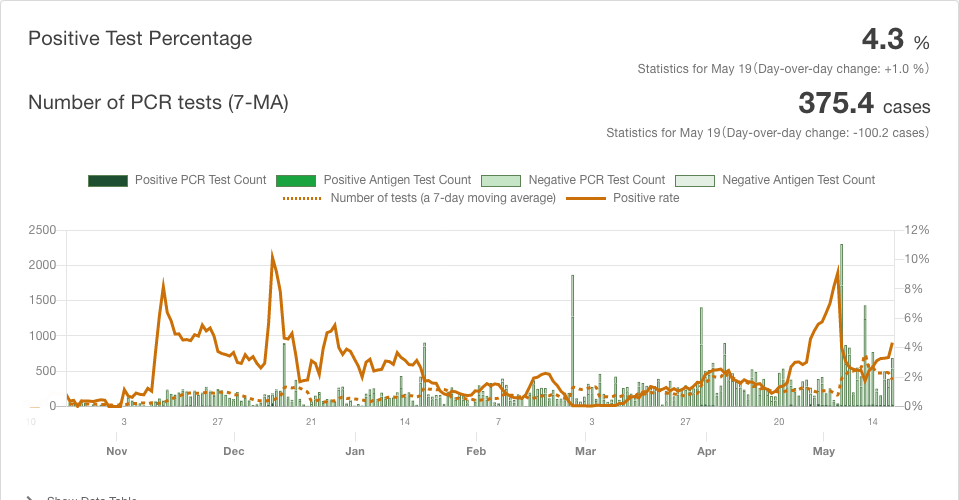 Positive Test Percentage
4.3 %
Statistics for May 19（Day-over-day change: +1.0 %）
Number of PCR tests (7-MA)
375.4 cases
Statistics for May 19（Day-over-day change: -100.2 cases）
Positive PCR Test Count Positive Antigen Test Count Negative PCR Test Count Negative Antigen Test Count
Number of tests (a 7-day moving average) Positive rate
2500 12%
2000 10%
8%
1500
6%
1000
4%
500
2%
0 0%
3 27 21 14 7 3 27 20 14
Nov Dec Jan Feb Mar Apr May
Show Data Table